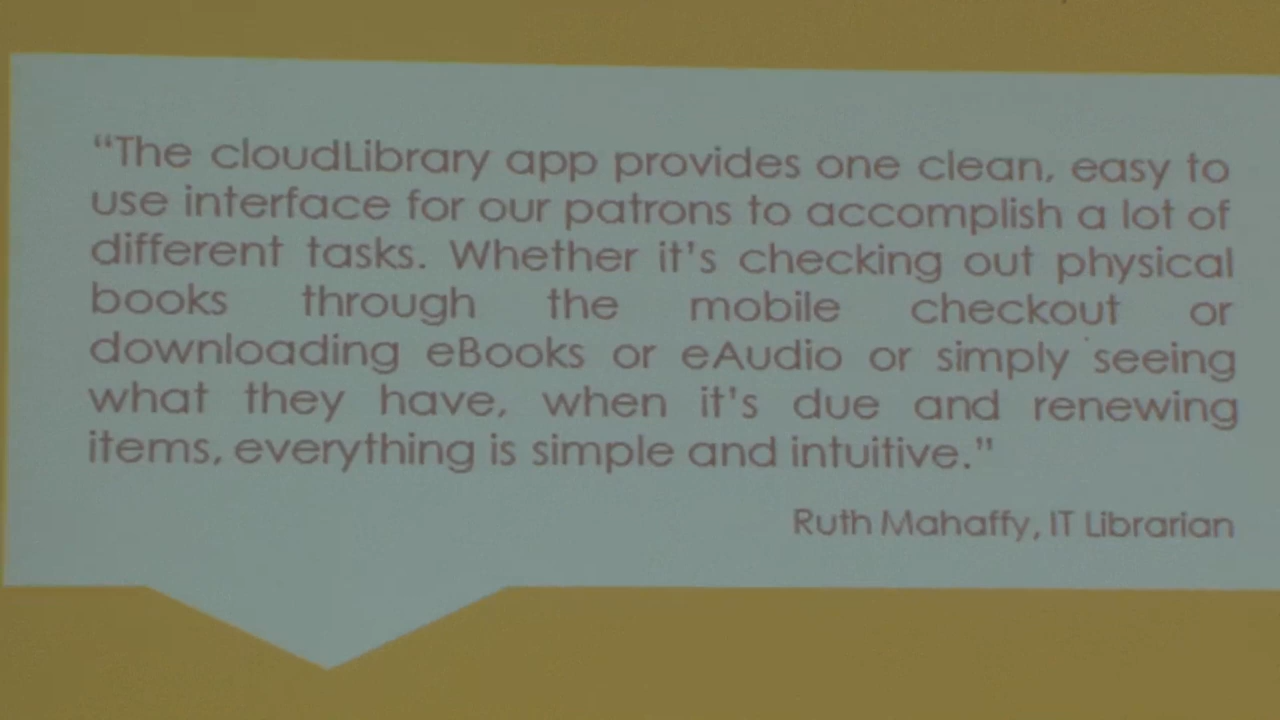 “The cloudLibrary app provides one clean, easy to
use interface for our patrons to accomplish a lot of
different tasks. Whether it's checking out physical
books through the mobile checkout or
downloading eBooks or eAudio or simply seeing
what they have, when it's due and renewing
items, everything is simple and intuitive."
Ruth Mahaffy, IT Librarian